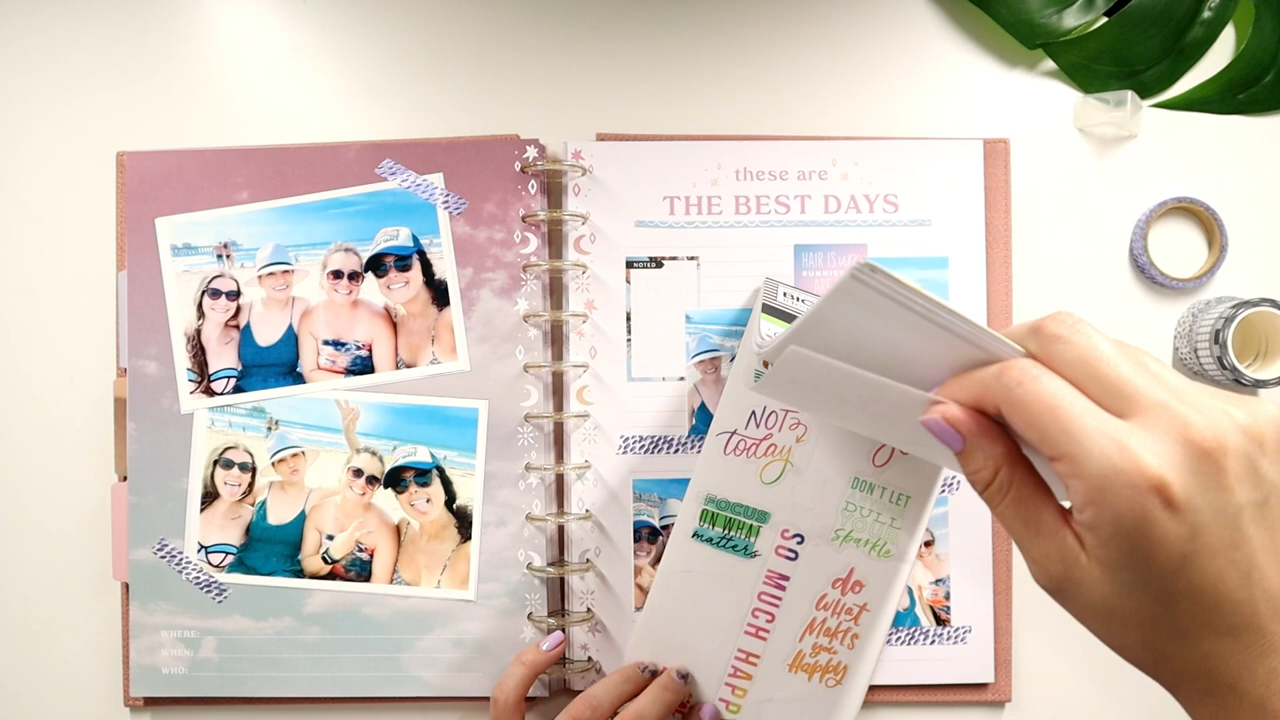 these are
THE BEST DAYS
NOTED
HAIR IS up
NOT
today
DON'T LET
DULL
YOUR
Sparkle
FOCUS
ON WHAT
matters
SO MUCH HAPP
do
WHAT
MAKES
you
HAPPY
WHERE:
WHEN:
WHO: